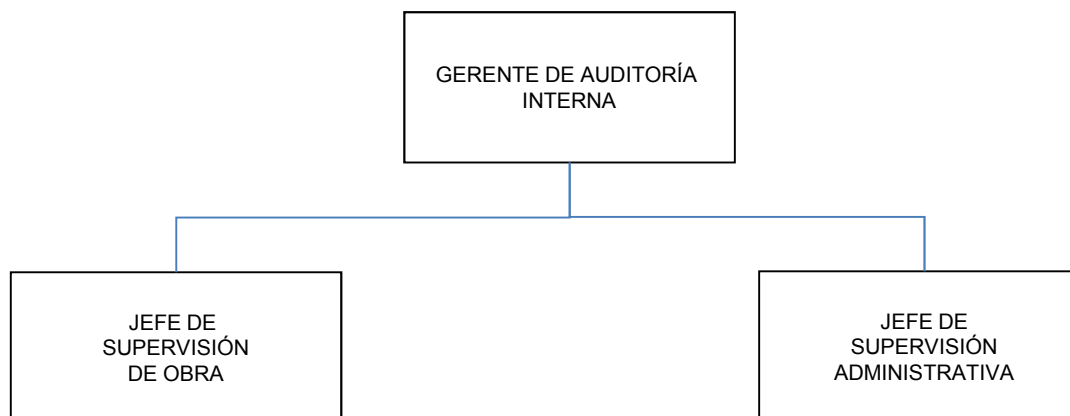 GERENTE DE AUDITORÍA
INTERNA
JEFE DE
SUPERVISIÓN
DE OBRA
JEFE DE
SUPERVISIÓN
ADMINISTRATIVA